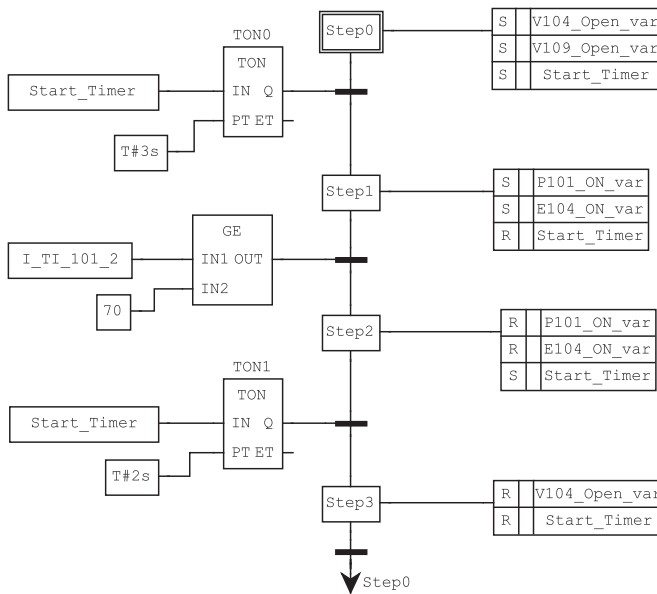 Step0
S V104_Open_var
S V109_Open_var
S Start_Timer
TON0
TON
Start_Timer
IN Q
PT ET
T#3s
Step1
S P101_ON_var
S E104_ON_var
R Start_Timer
GE
I_TI_101_2
IN1 OUT
70
IN2
Step2
R P101_ON_var
R E104_ON_var
S Start_Timer
TON1
TON
Start_Timer
IN Q
PT ET
T#2s
Step3
R V104_Open_var
R Start_Timer
Step0